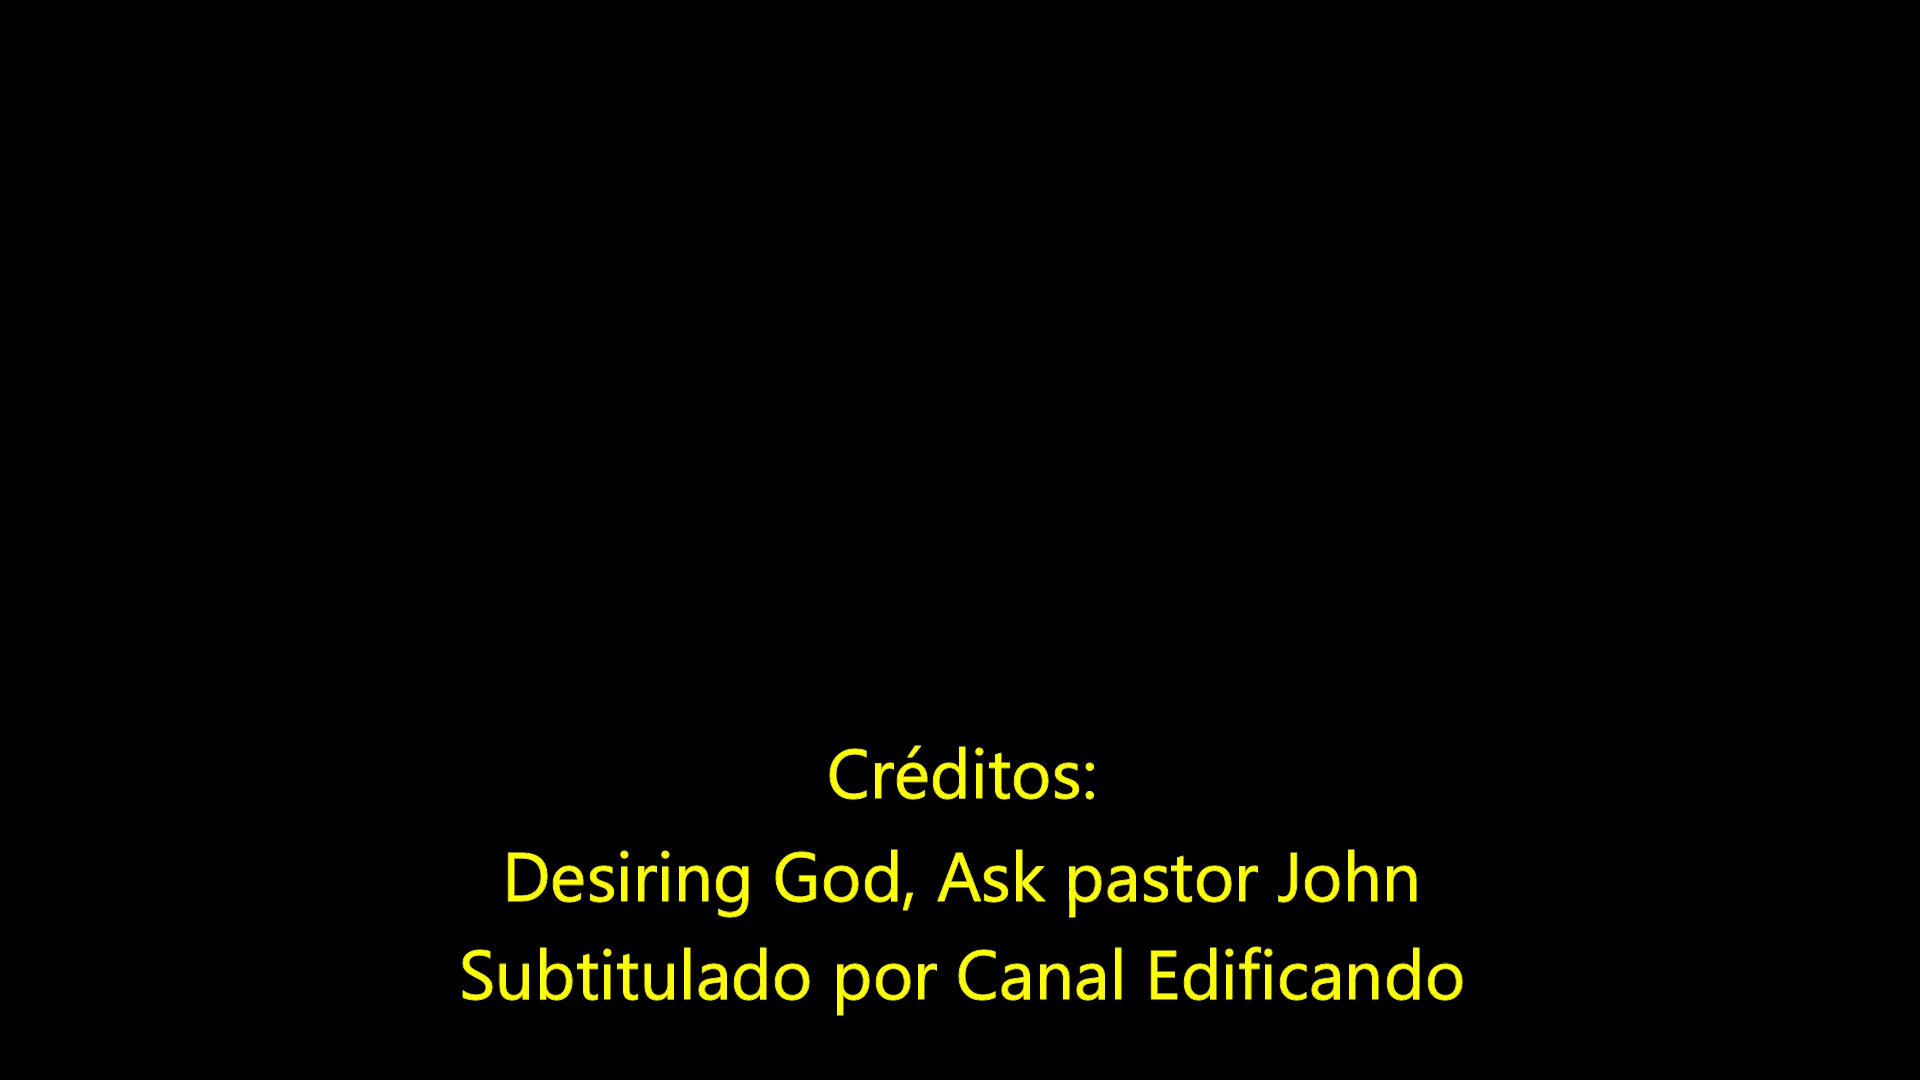 Créditos:
Desiring God, Ask pastor John
Subtitulado por Canal Edificando